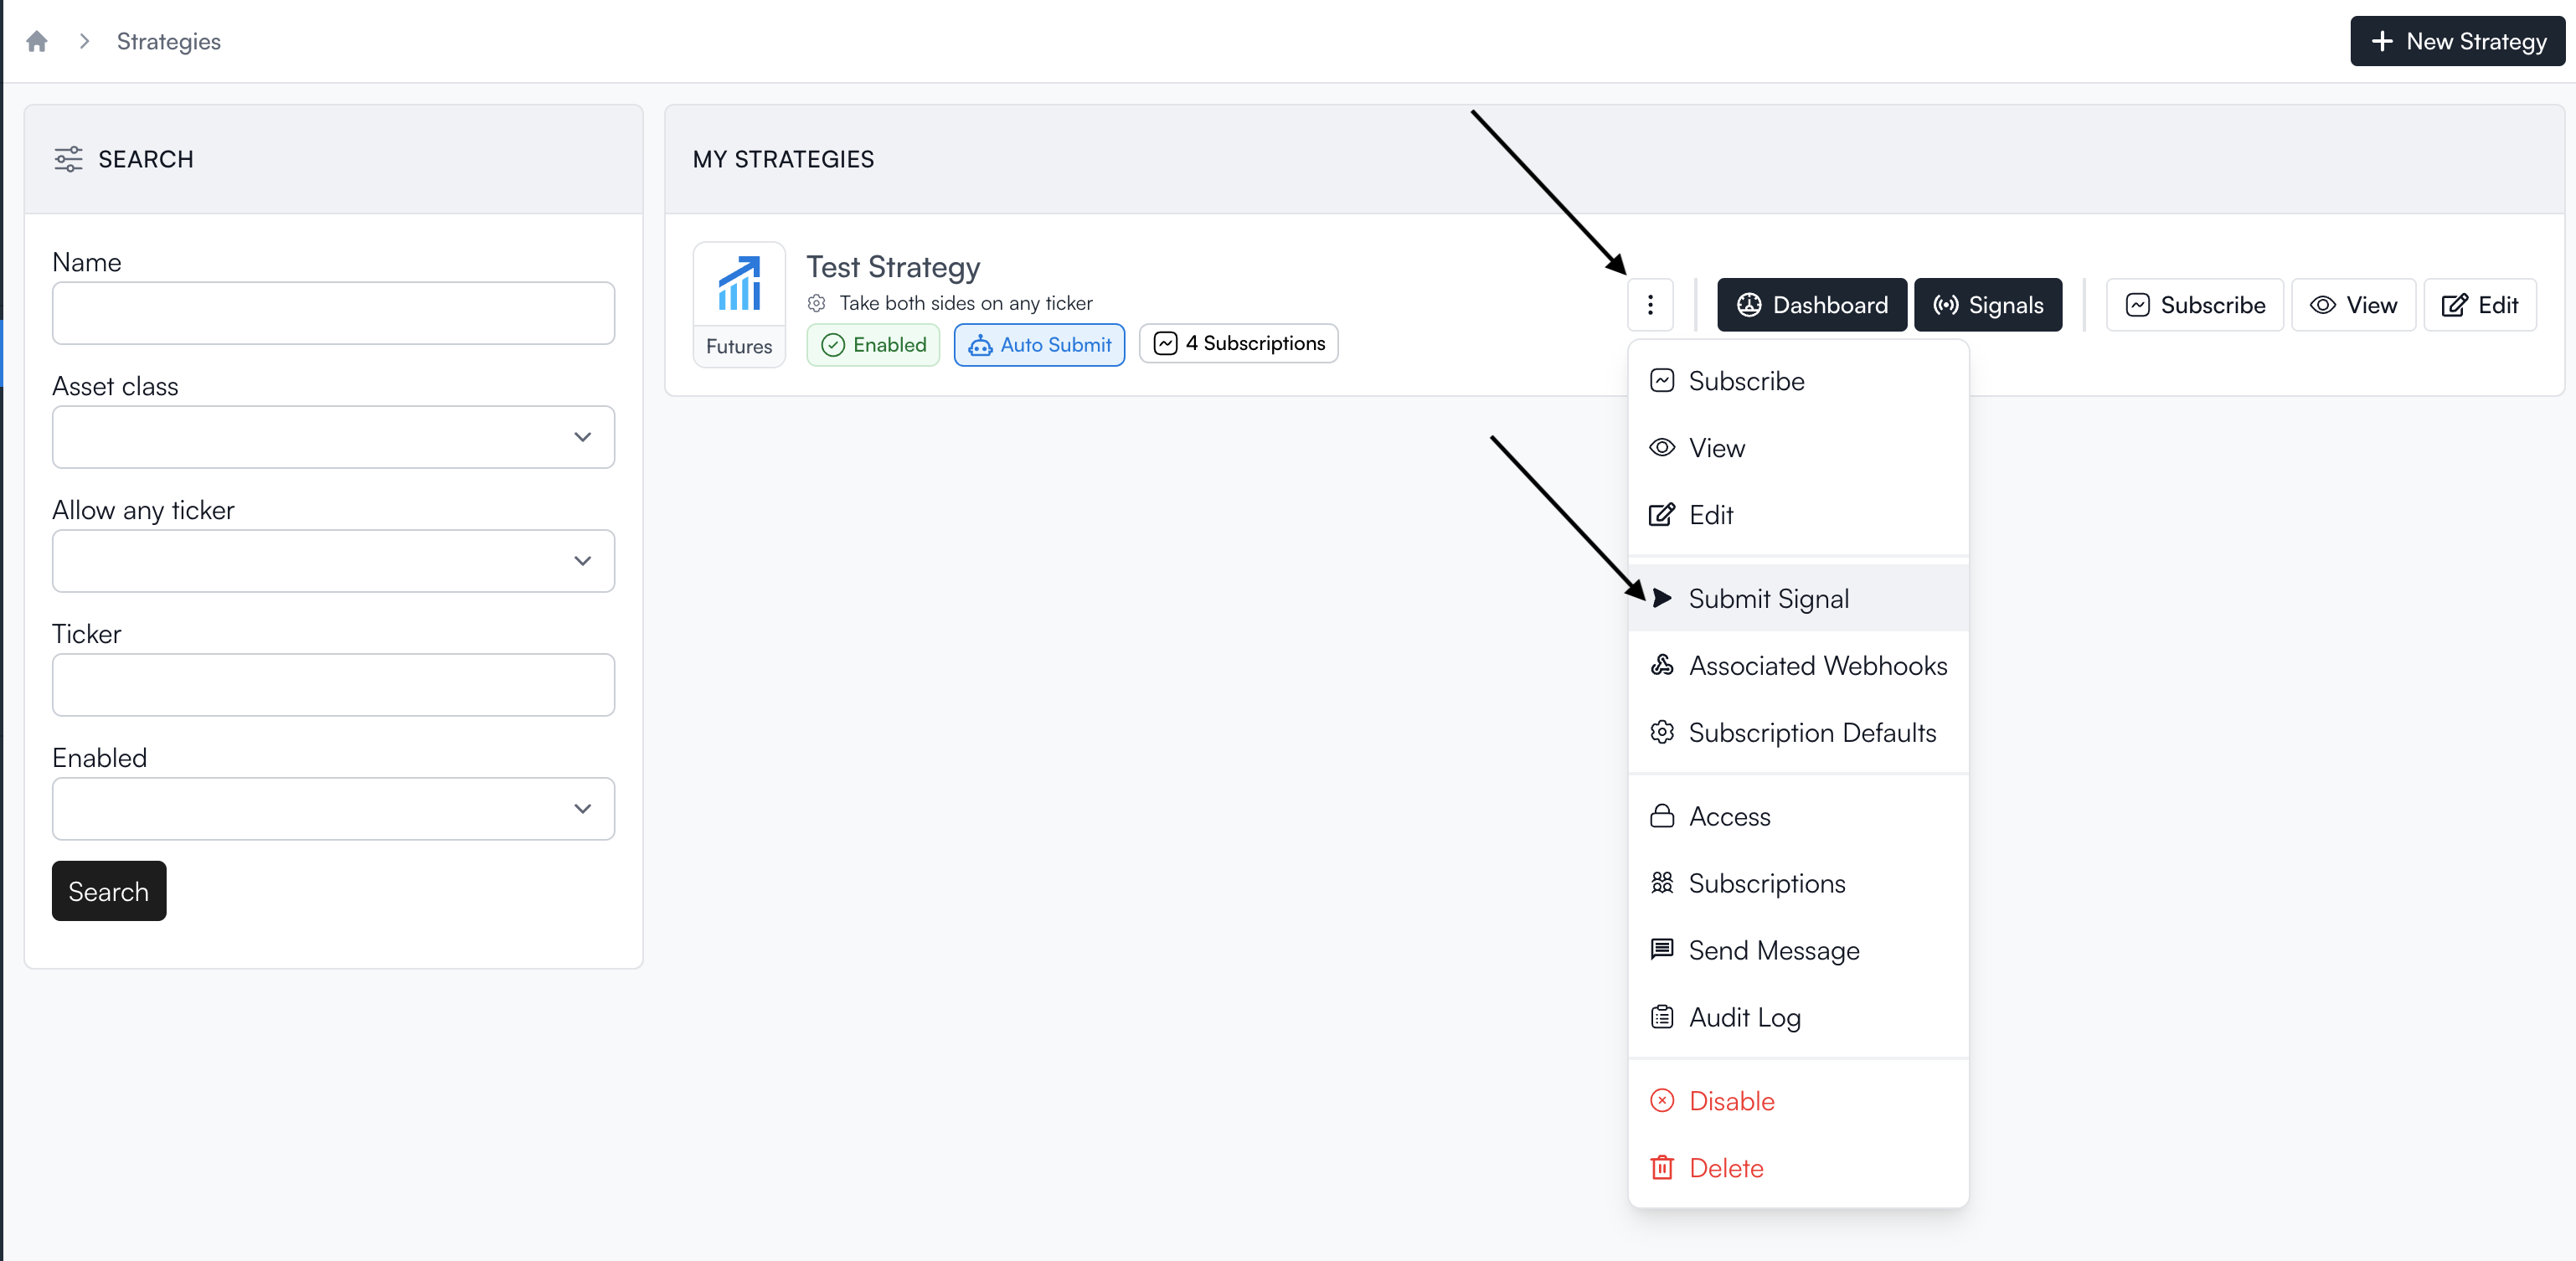 Strategies
New Strategy
SEARCH
Name
Asset class
Allow any ticker
Ticker
Enabled
Search
MY STRATEGIES
Test Strategy
Take both sides on any ticker
Futures
Enabled
Auto Submit
4 Subscriptions
Dashboard
Signals
Subscribe
View
Edit
Subscribe
View
Edit
Submit Signal
Associated Webhooks
Subscription Defaults
Access
Subscriptions
Send Message
Audit Log
Disable
Delete